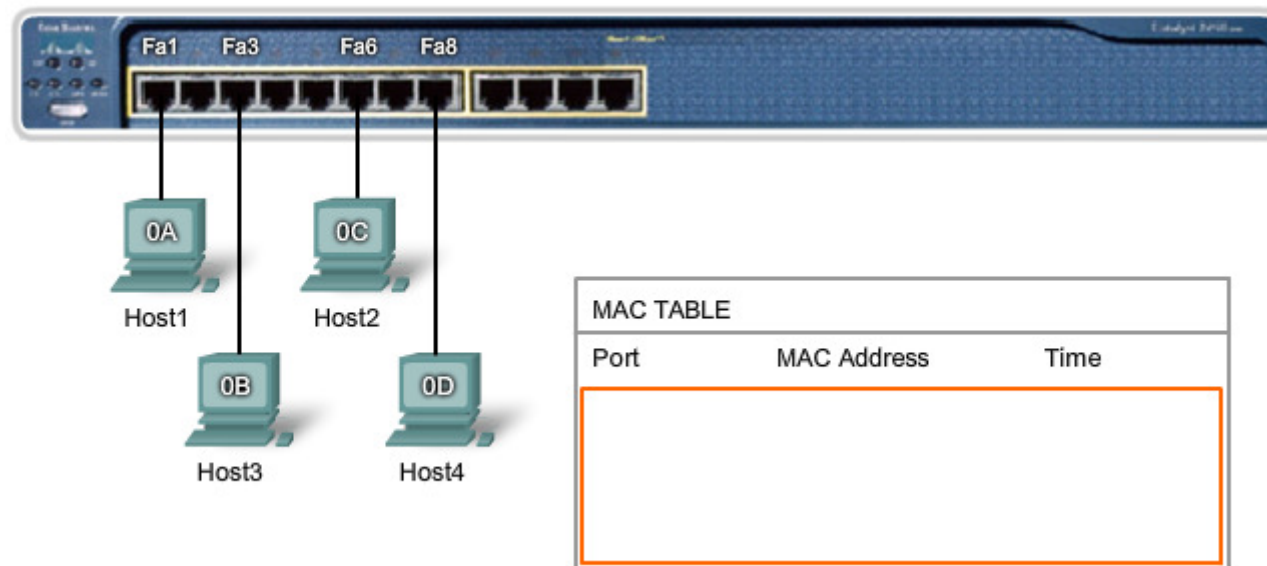 Fa1 Fa3 Fa6 Fa8
0A 0C
Host1 Host2
0B 0D
Host3 Host4
MAC TABLE
Port MAC Address Time